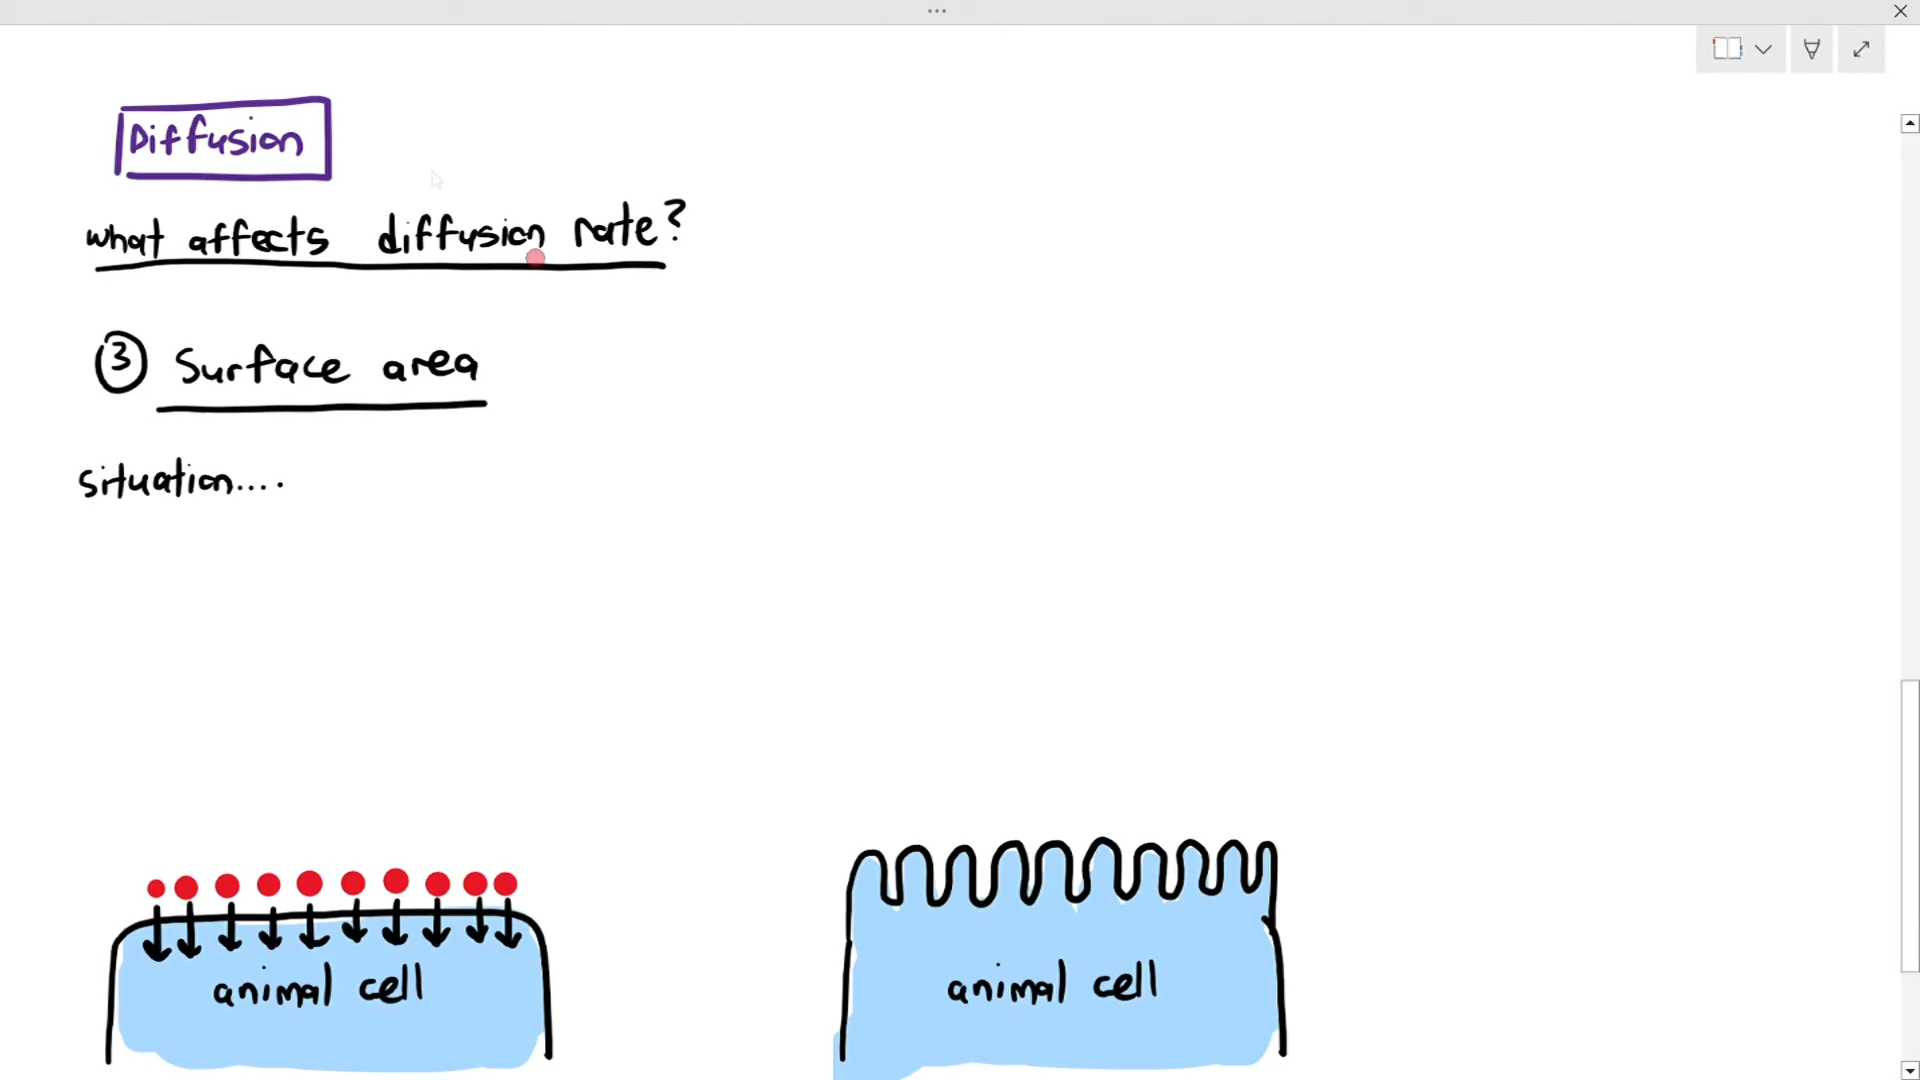 Diffusion
what affects diffusion rate?
③ Surface area
situation....
animal cell
animal cell